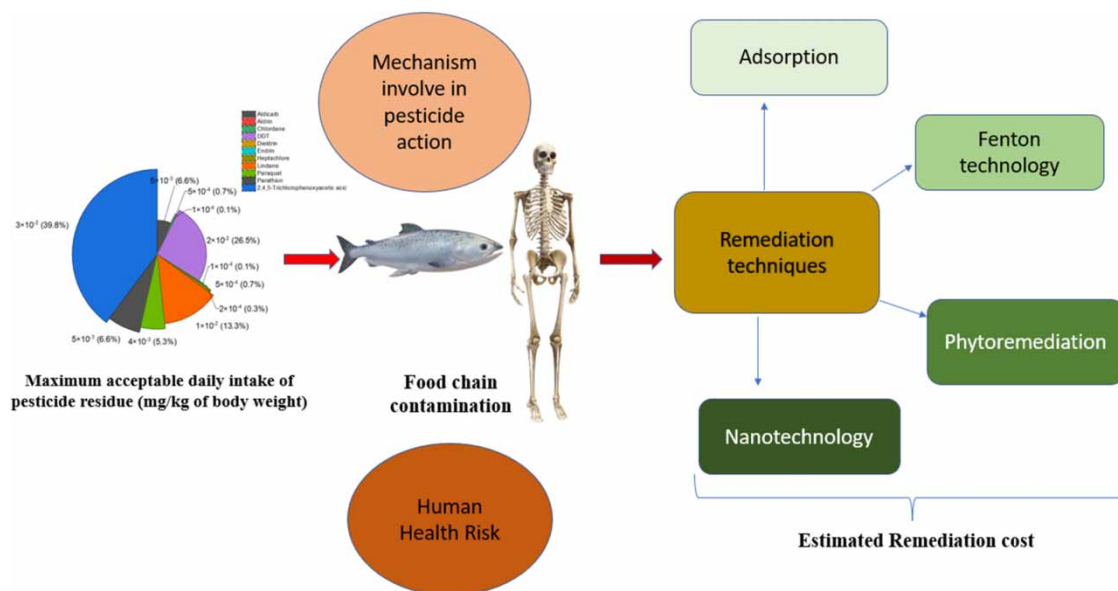 Mechanism
involve in
pesticide
action
Aldicarb
Aldrin
Chlordane
DDT
Dieldrin
Endrin
Heptachlore
Lindane
Paraquat
Parathion
2,4,5-Trichlorophenoxyacetic acid
5×10⁻³ (6.6%)
5×10⁻⁴ (0.7%)
1×10⁻⁴ (0.1%)
2×10⁻² (26.5%)
1×10⁻⁴ (0.1%)
5×10⁻⁴ (0.7%)
2×10⁻⁴ (0.3%)
1×10⁻² (13.3%)
4×10⁻³ (5.3%)
5×10⁻³ (6.6%)
3×10⁻² (39.8%)
Maximum acceptable daily intake of
pesticide residue (mg/kg of body weight)
Food chain
contamination
Human
Health Risk
Adsorption
Fenton
technology
Remediation
techniques
Phytoremediation
Nanotechnology
Estimated Remediation cost